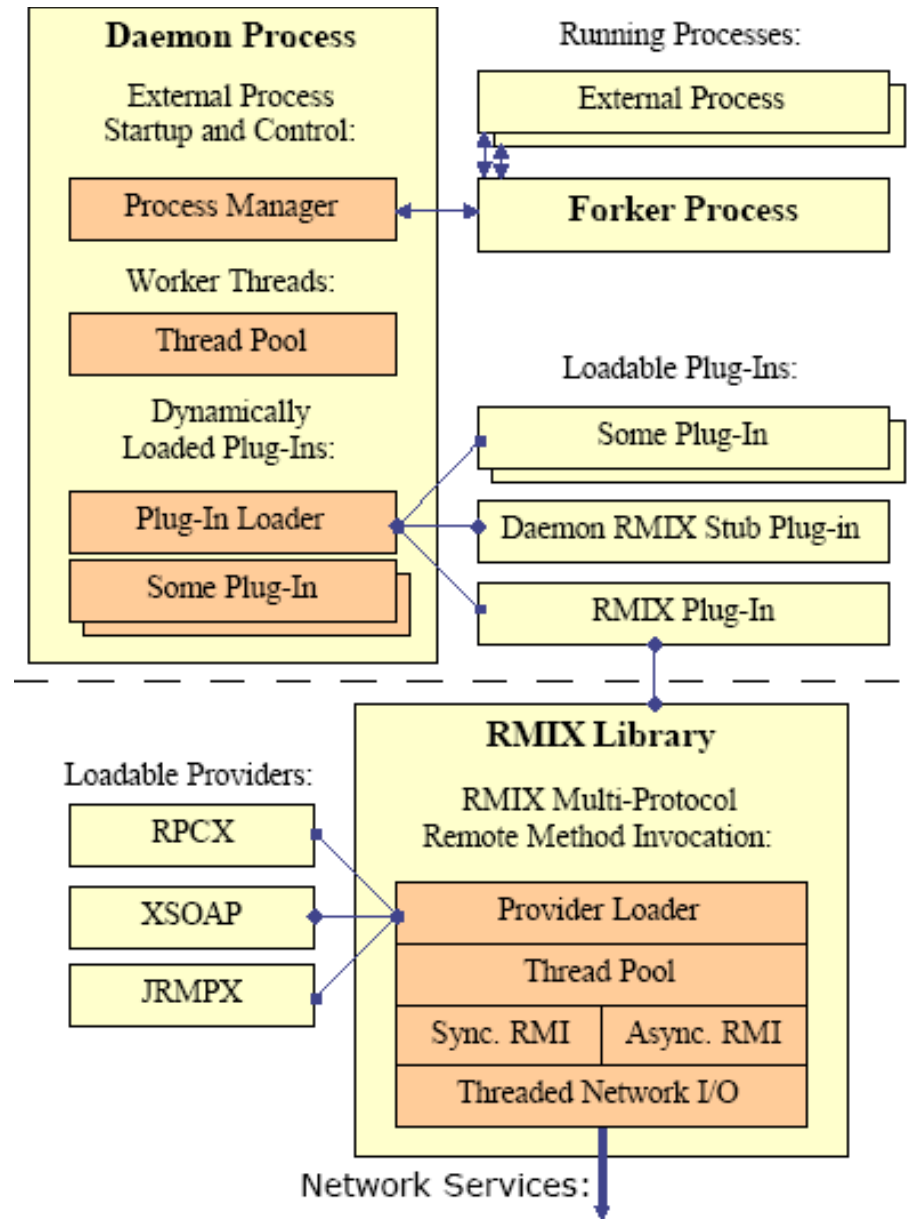 Daemon Process
External Process
Startup and Control:
Process Manager
Worker Threads:
Thread Pool
Dynamically
Loaded Plug-Ins:
Plug-In Loader
Some Plug-In
Running Processes:
External Process
Forker Process
Loadable Plug-Ins:
Some Plug-In
Daemon RMIX Stub Plug-in
RMIX Plug-In
Loadable Providers:
RPCX
XSOAP
JRMPX
RMIX Library
RMIX Multi-Protocol
Remote Method Invocation:
Provider Loader
Thread Pool
Sync. RMI
Async. RMI
Threaded Network I/O
Network Services: